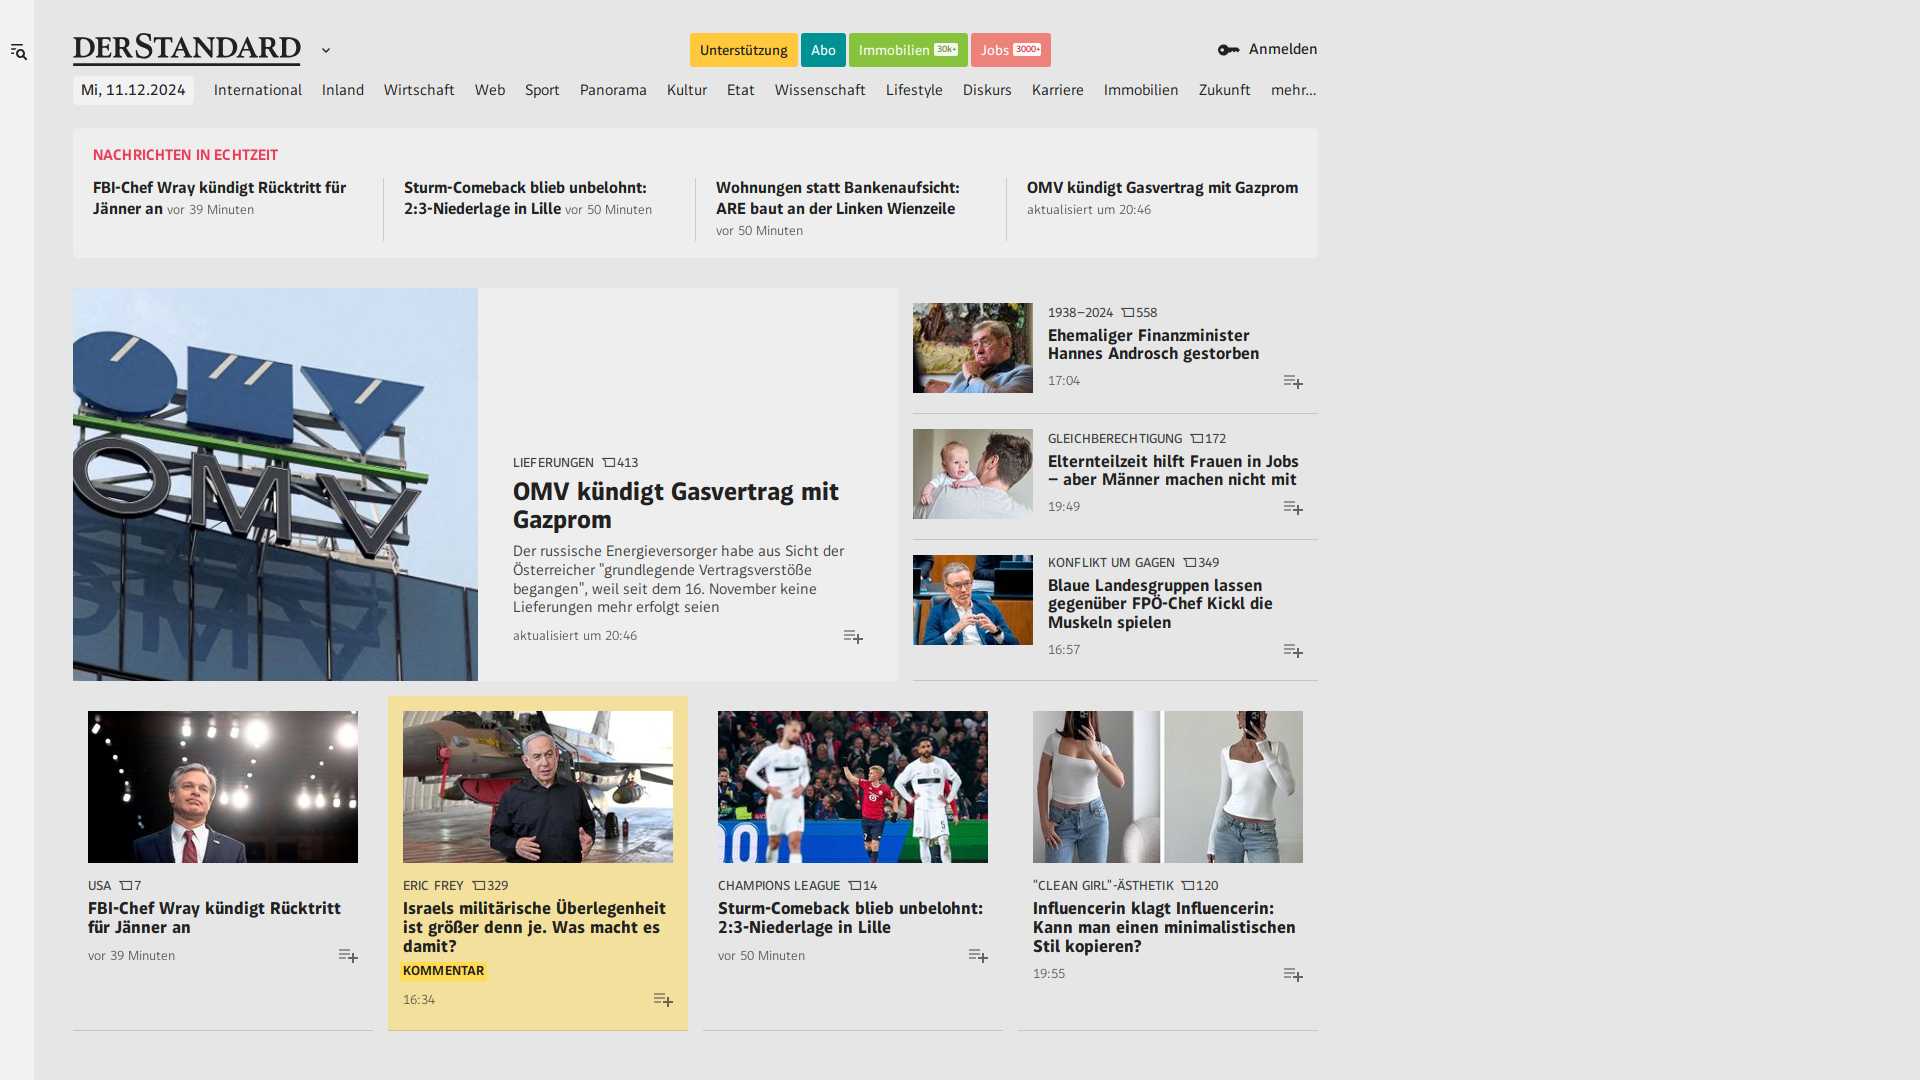 DERSTANDARD
Unterstützung
Abo
Immobilien 30k+
Jobs 3000+
Anmelden
Mi, 11.12.2024
International
Inland
Wirtschaft
Web
Sport
Panorama
Kultur
Etat
Wissenschaft
Lifestyle
Diskurs
Karriere
Immobilien
Zukunft
mehr...
NACHRICHTEN IN ECHTZEIT
FBI-Chef Wray kündigt Rücktritt für
Jänner an vor 39 Minuten
Sturm-Comeback blieb unbelohnt:
2:3-Niederlage in Lille vor 50 Minuten
Wohnungen statt Bankenaufsicht:
ARE baut an der Linken Wienzeile
vor 50 Minuten
OMV kündigt Gasvertrag mit Gazprom
aktualisiert um 20:46
OMV
LIEFERUNGEN 413
OMV kündigt Gasvertrag mit
Gazprom
Der russische Energieversorger habe aus Sicht der
Österreicher "grundlegende Vertragsverstöße
begangen", weil seit dem 16. November keine
Lieferungen mehr erfolgt seien
aktualisiert um 20:46
1938–2024 558
Ehemaliger Finanzminister
Hannes Androsch gestorben
17:04
GLEICHBERECHTIGUNG 172
Elternteilzeit hilft Frauen in Jobs
– aber Männer machen nicht mit
19:49
KONFLIKT UM GAGEN 349
Blaue Landesgruppen lassen
gegenüber FPÖ-Chef Kickl die
Muskeln spielen
16:57
USA 7
FBI-Chef Wray kündigt Rücktritt
für Jänner an
vor 39 Minuten
ERIC FREY 329
Israels militärische Überlegenheit
ist größer denn je. Was macht es
damit?
KOMMENTAR
16:34
CHAMPIONS LEAGUE 14
Sturm-Comeback blieb unbelohnt:
2:3-Niederlage in Lille
vor 50 Minuten
"CLEAN GIRL"-ÄSTHETIK 120
Influencerin klagt Influencerin:
Kann man einen minimalistischen
Stil kopieren?
19:55